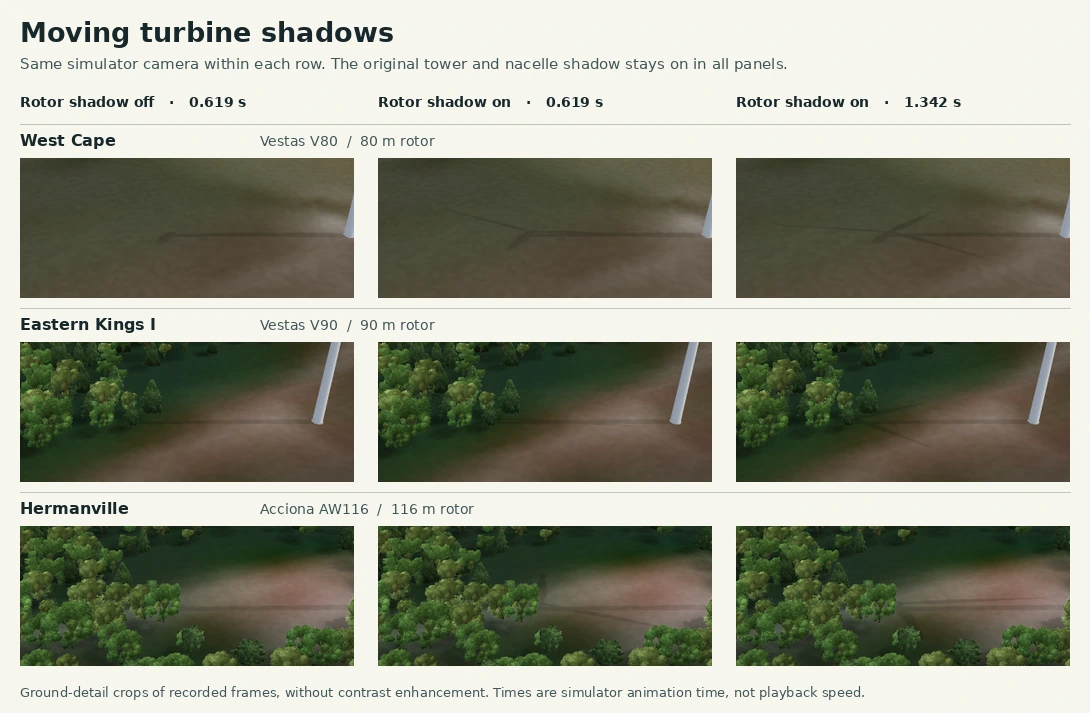 Moving turbine shadows
Same simulator camera within each row. The original tower and nacelle shadow stays on in all panels.
Rotor shadow off · 0.619 s
Rotor shadow on · 0.619 s
Rotor shadow on · 1.342 s
West Cape
Vestas V80 / 80 m rotor
Eastern Kings I
Vestas V90 / 90 m rotor
Hermanville
Acciona AW116 / 116 m rotor
Ground-detail crops of recorded frames, without contrast enhancement. Times are simulator animation time, not playback speed.